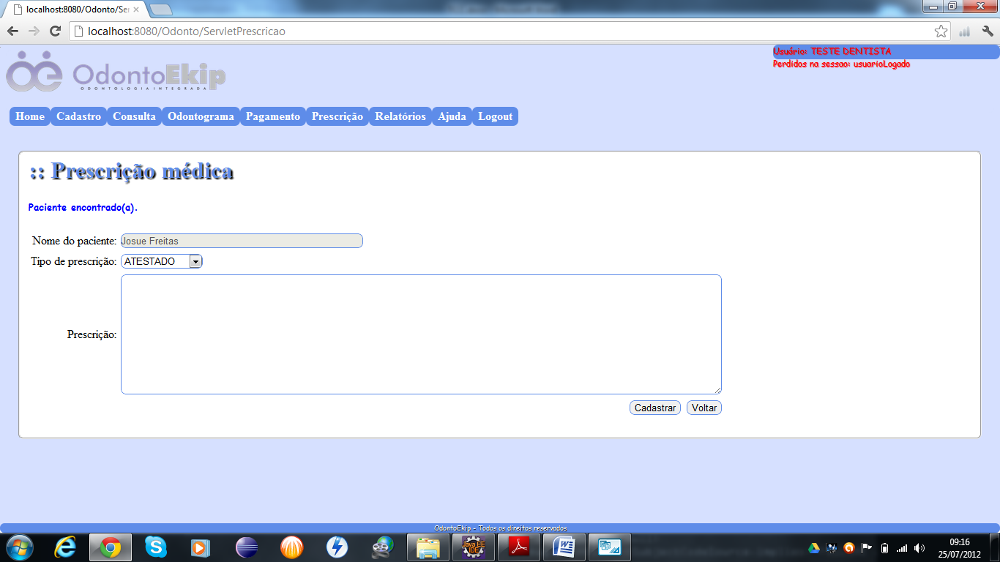 localhost:8080/Odonto/Ser
localhost:8080/Odonto/ServletPrescricao
Usuário: TESTE DENTISTA
Perdidos na sessao: usuarioLogado
OdontoEkip
ODONTOLOGIAINTEGRADA
Home Cadastro Consulta Odontograma Pagamento Prescrição Relatórios Ajuda Logout
:: Prescrição médica
Paciente encontrado(a).
Nome do paciente: Josue Freitas
Tipo de prescrição: ATESTADO
Prescrição:
Cadastrar Voltar
OdontoEkip - Todos os direitos reservados
Java EE
IDE
09:16
25/07/2012